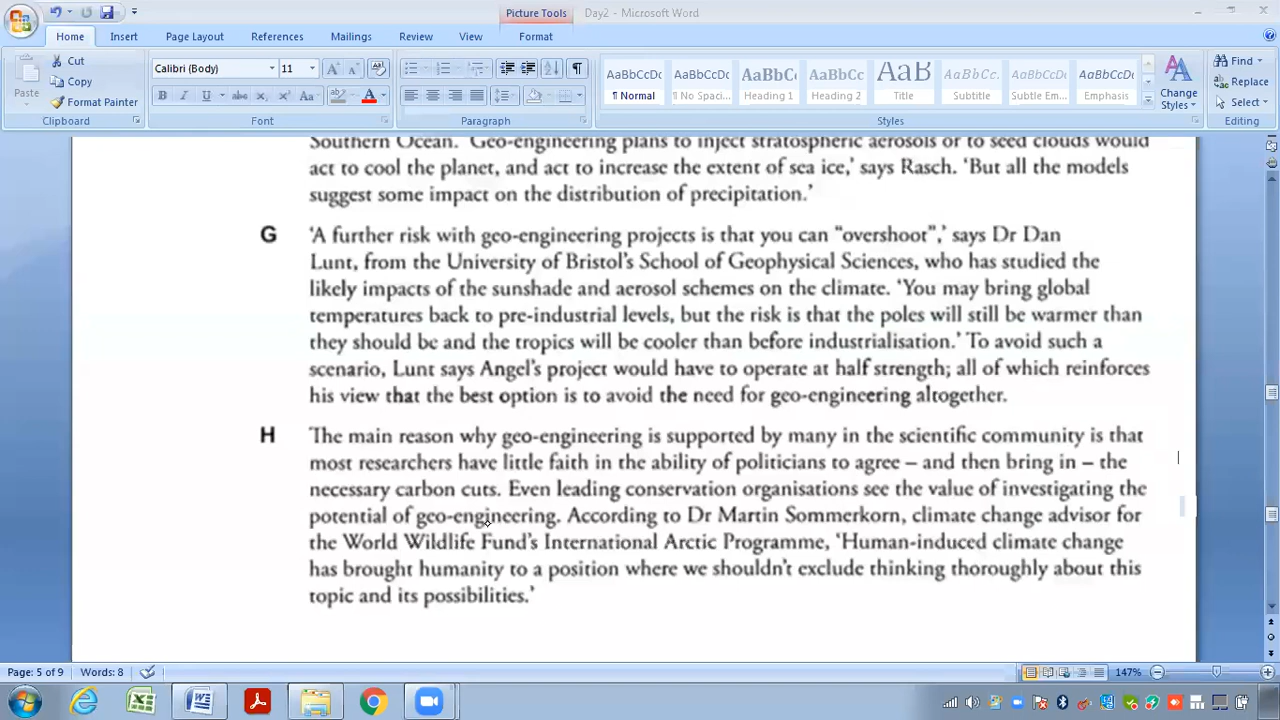 Picture Tools
Day2 - Microsoft Word
Home
Insert
Page Layout
References
Mailings
Review
View
Format
Paste
Cut
Copy
Format Painter
Clipboard
Calibri (Body)
11
Font
Paragraph
AaBbCcDc
¶ Normal
AaBbCcDc
¶ No Spaci...
AaBbC
Heading 1
AaBbCc
Heading 2
AaB
Title
AaBbCc.
Subtitle
AaBbCcDc
Subtle Em...
AaBbCcDc
Emphasis
Change
Styles
Styles
Find
Replace
Select
Editing
Southern Ocean. 'Geo-engineering plans to inject stratospheric aerosols or to seed clouds would
act to cool the planet, and act to increase the extent of sea ice,' says Rasch. 'But all the models
suggest some impact on the distribution of precipitation.'
G 'A further risk with geo-engineering projects is that you can "overshoot",' says Dr Dan
Lunt, from the University of Bristol's School of Geophysical Sciences, who has studied the
likely impacts of the sunshade and aerosol schemes on the climate. 'You may bring global
temperatures back to pre-industrial levels, but the risk is that the poles will still be warmer than
they should be and the tropics will be cooler than before industrialisation.' To avoid such a
scenario, Lunt says Angel's project would have to operate at half strength; all of which reinforces
his view that the best option is to avoid the need for geo-engineering altogether.
H The main reason why geo-engineering is supported by many in the scientific community is that
most researchers have little faith in the ability of politicians to agree – and then bring in – the
necessary carbon cuts. Even leading conservation organisations see the value of investigating the
potential of geo-engineering. According to Dr Martin Sommerkorn, climate change advisor for
the World Wildlife Fund's International Arctic Programme, 'Human-induced climate change
has brought humanity to a position where we shouldn't exclude thinking thoroughly about this
topic and its possibilities.'
Page: 5 of 9
Words: 8
147%